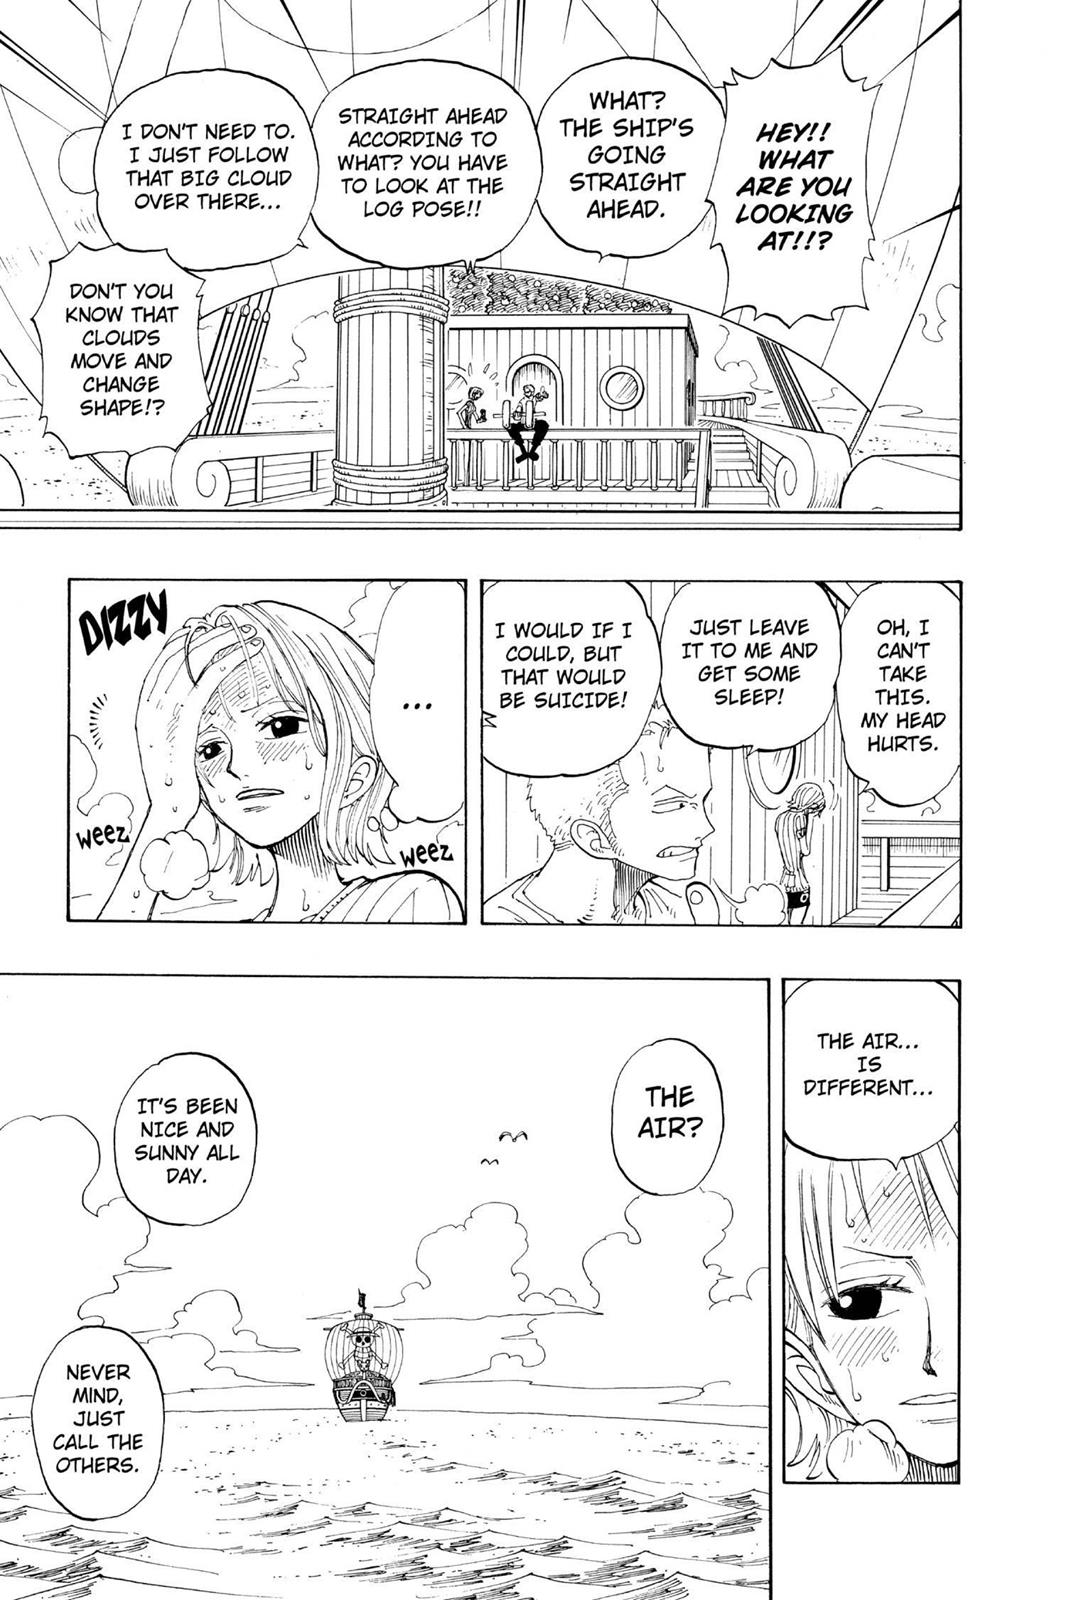 HEY!!
WHAT
ARE YOU
LOOKING
AT!!?
WHAT?
THE SHIP'S
GOING
STRAIGHT
AHEAD.
STRAIGHT AHEAD
ACCORDING TO
WHAT? YOU HAVE
TO LOOK AT THE
LOG POSE!!
I DON'T NEED TO.
I JUST FOLLOW
THAT BIG CLOUD
OVER THERE...
DON'T YOU
KNOW THAT
CLOUDS
MOVE AND
CHANGE
SHAPE!?
OH, I
CAN'T
TAKE
THIS.
MY HEAD
HURTS.
JUST LEAVE
IT TO ME AND
GET SOME
SLEEP!
I WOULD IF I
COULD, BUT
THAT WOULD
BE SUICIDE!
...
DIZZY
weez
weez
THE AIR...
IS
DIFFERENT...
THE
AIR?
IT'S BEEN
NICE AND
SUNNY ALL
DAY.
NEVER
MIND,
JUST
CALL THE
OTHERS.